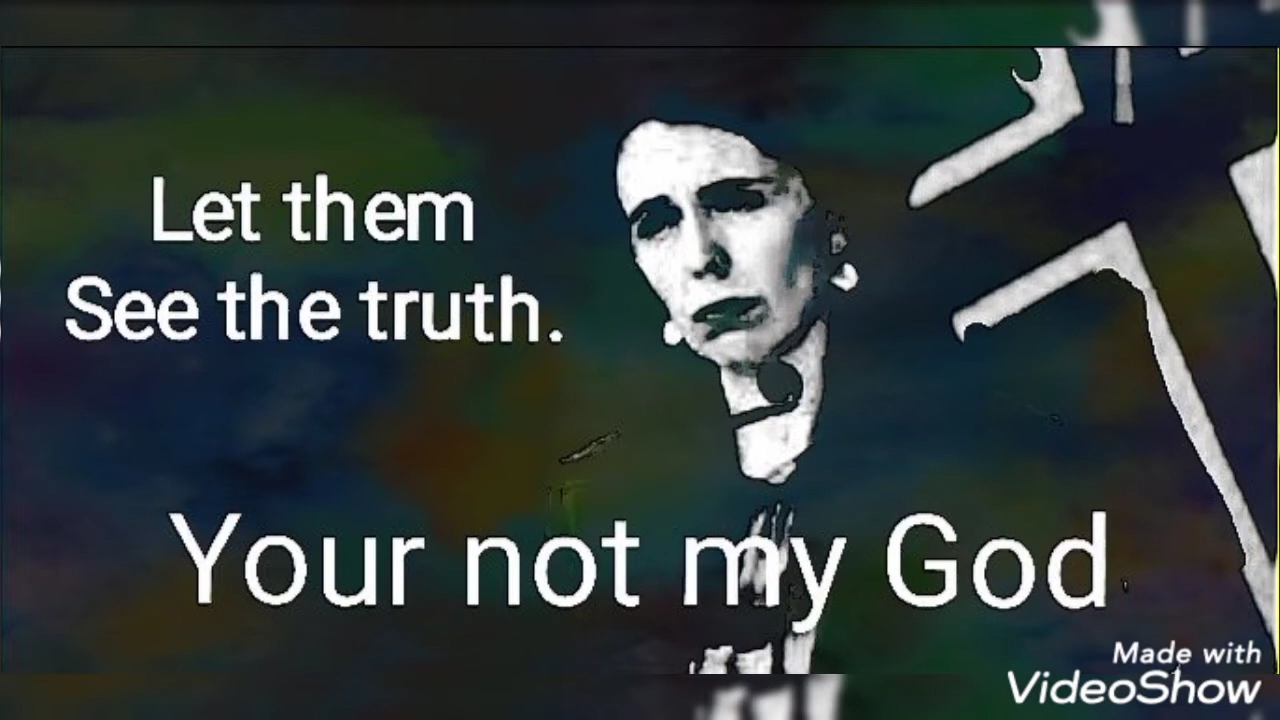 Let them
See the truth.
Your not my God
Made with
VideoShow